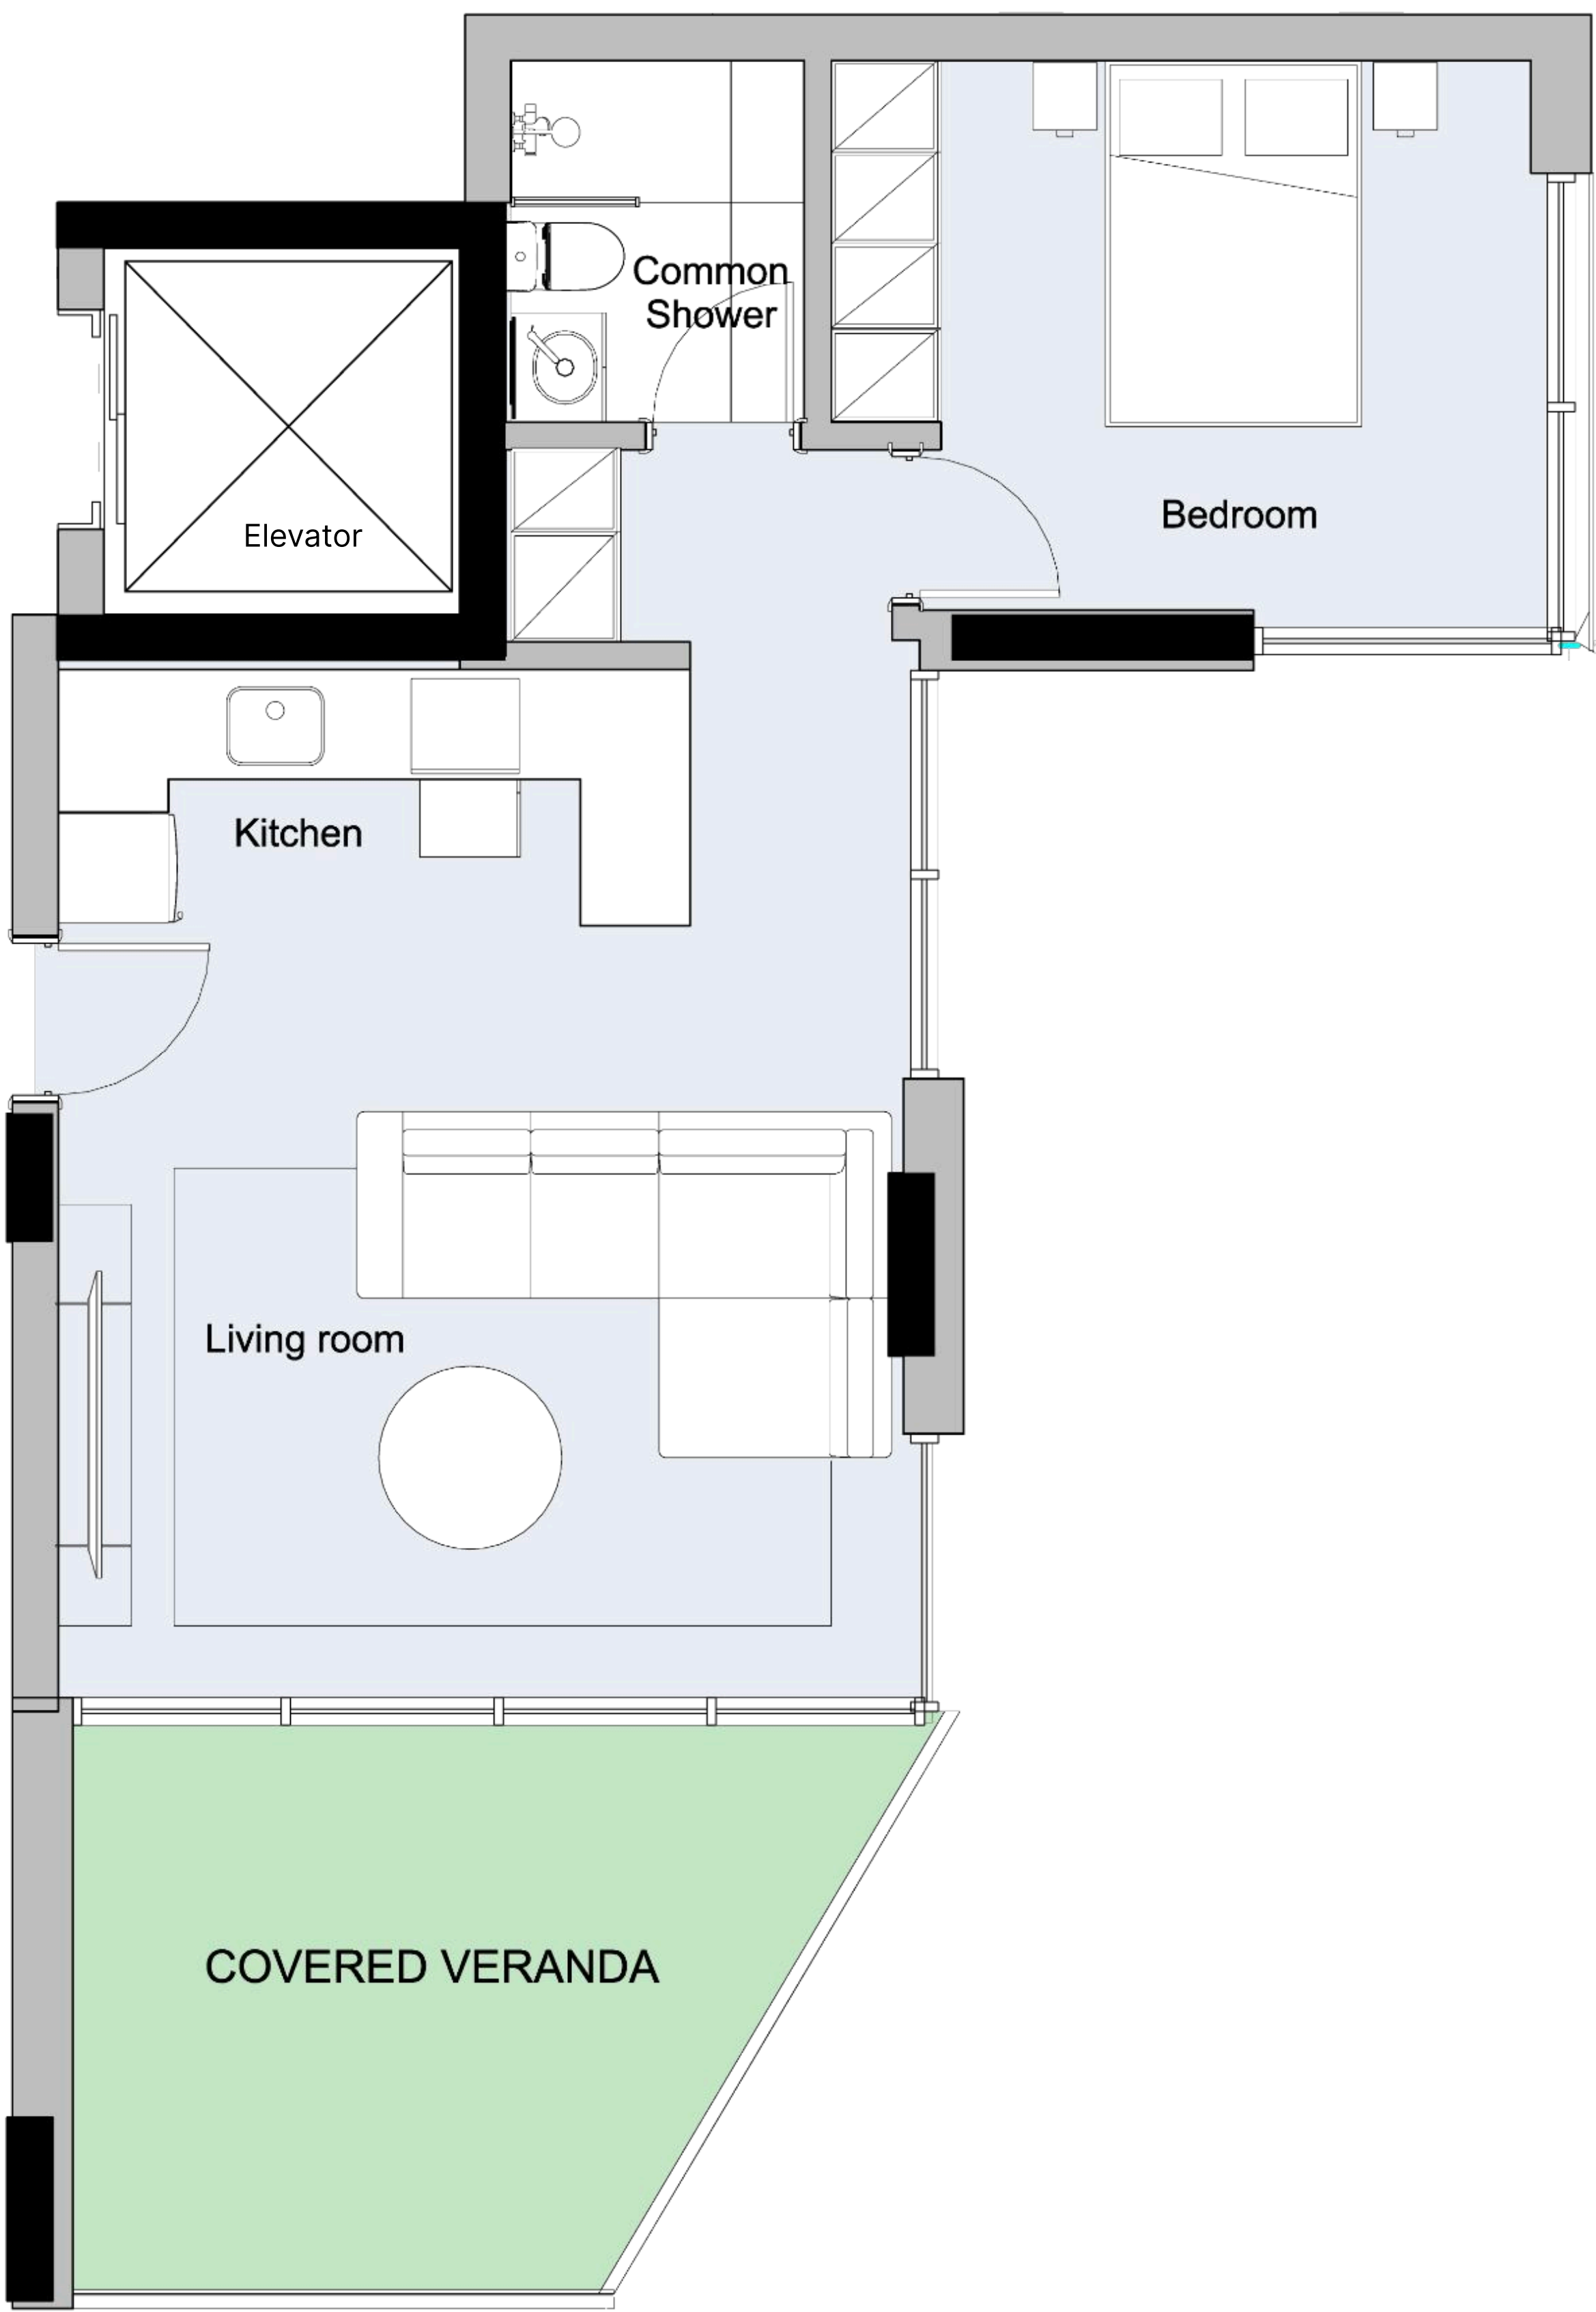 Common
Shower
Elevator
Bedroom
Kitchen
Living room
COVERED VERANDA